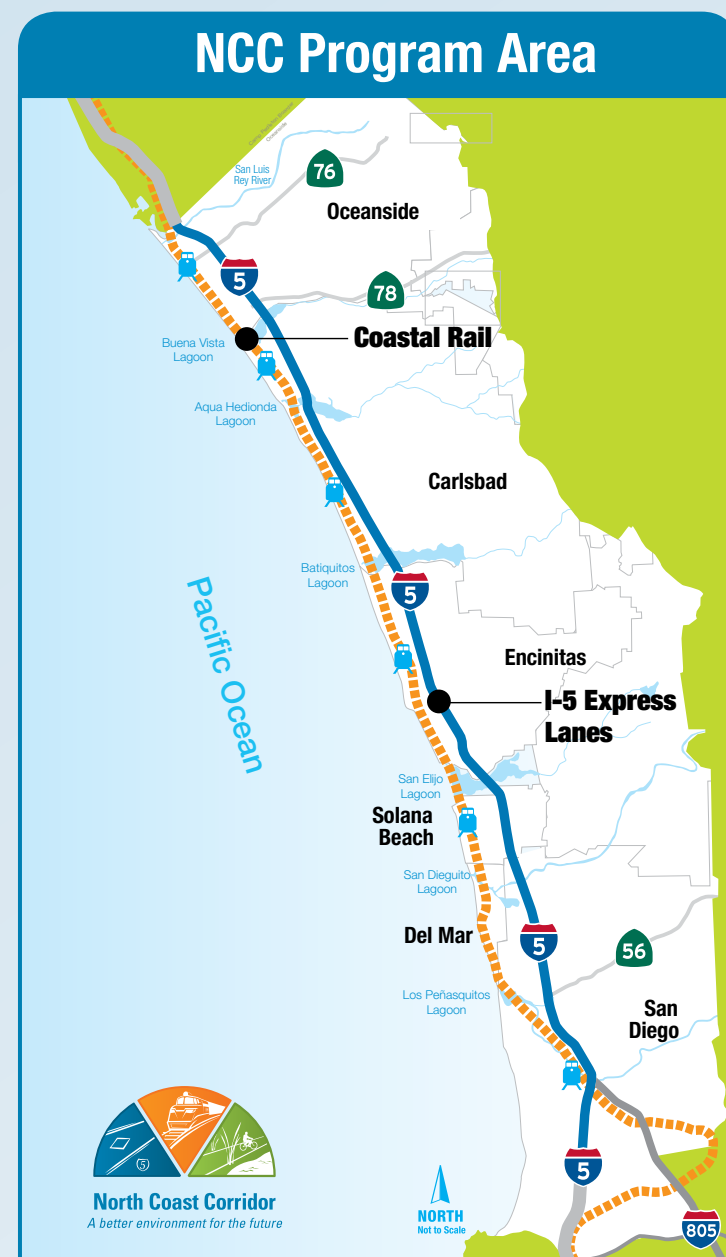 NCC Program Area
Oceanside
San Luis
Rey River
76
Oceanside
5
78
Coastal Rail
Buena Vista
Lagoon
Aqua Hedionda
Lagoon
Carlsbad
Batiquitos
Lagoon
5
Pacific Ocean
Encinitas
I-5 Express
Lanes
San Elijo
Lagoon
Solana
Beach
San Dieguito
Lagoon
Del Mar
5
56
Los Peñasquitos
Lagoon
San
Diego
5
North Coast Corridor
A better environment for the future
NORTH
Not to Scale
5
805